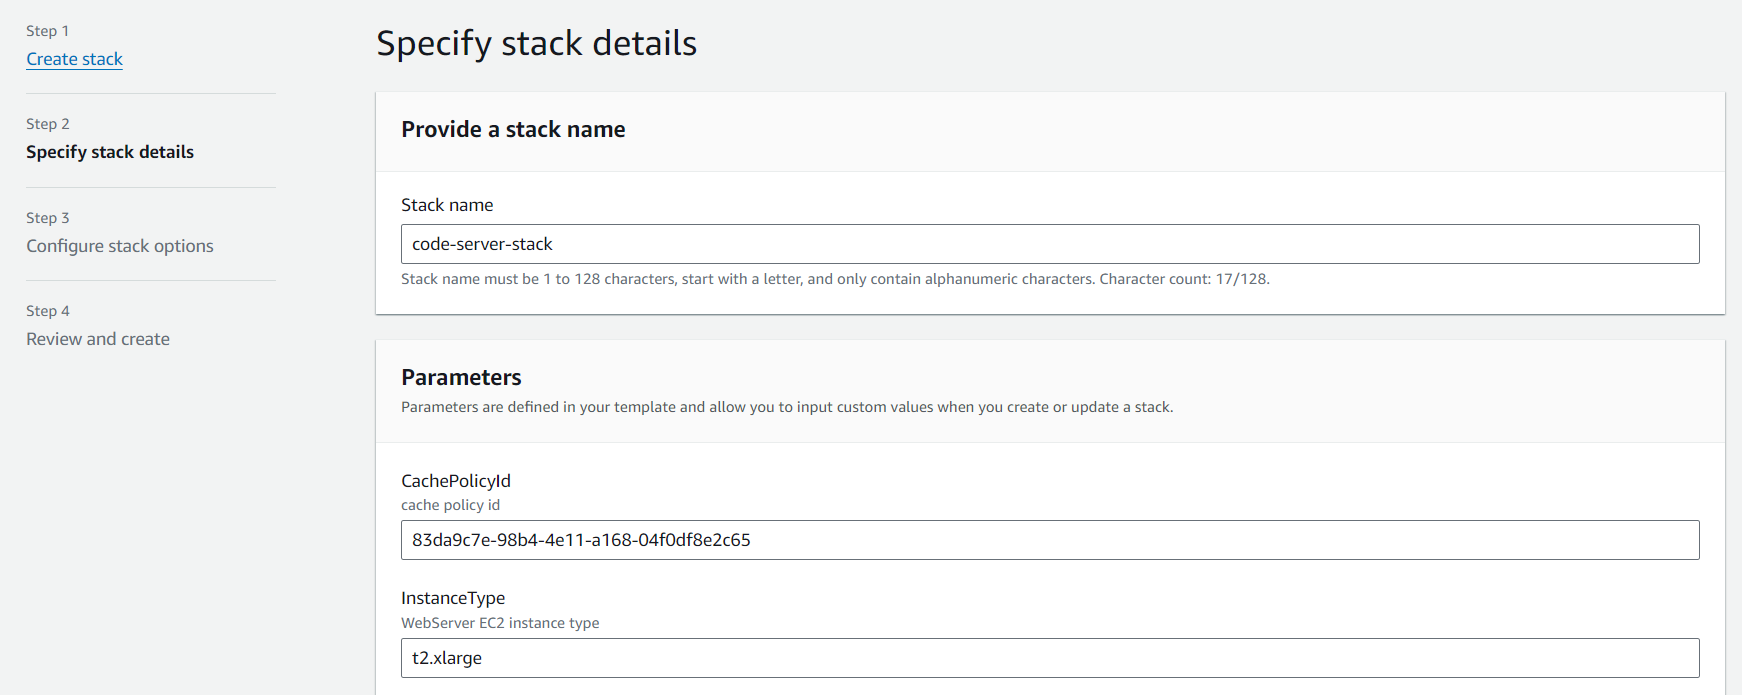 Step 1
Create stack
Step 2
Specify stack details
Step 3
Configure stack options
Step 4
Review and create
Specify stack details
Provide a stack name
Stack name
code-server-stack
Stack name must be 1 to 128 characters, start with a letter, and only contain alphanumeric characters. Character count: 17/128.
Parameters
Parameters are defined in your template and allow you to input custom values when you create or update a stack.
CachePolicyId
cache policy id
83da9c7e-98b4-4e11-a168-04f0df8e2c65
InstanceType
WebServer EC2 instance type
t2.xlarge